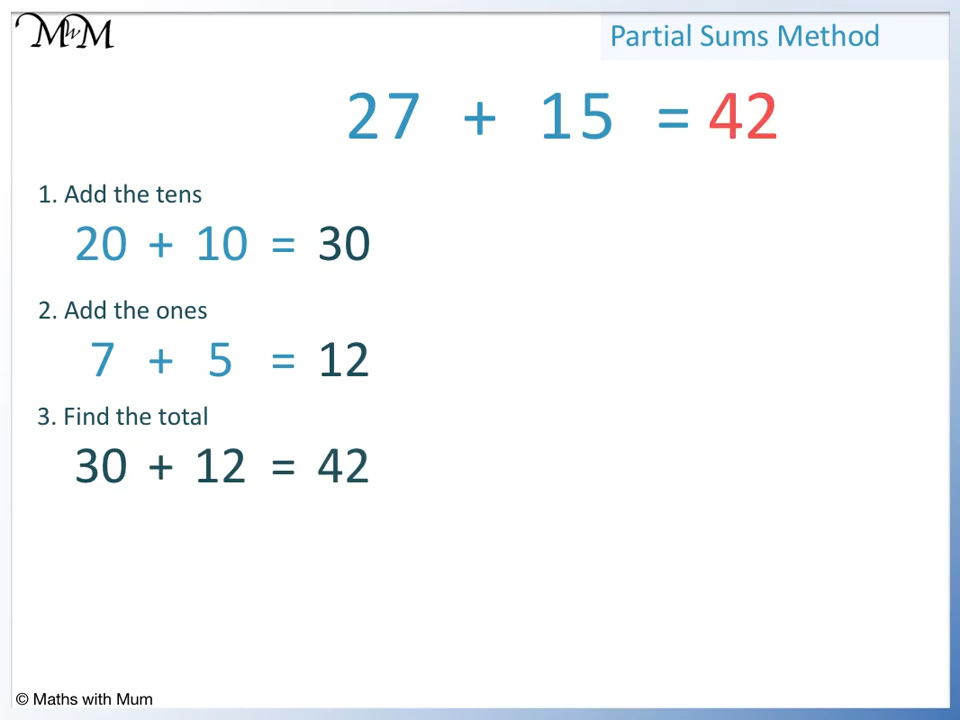 MwM
Partial Sums Method
27 + 15 = 42
1. Add the tens
20 + 10 = 30
2. Add the ones
7 + 5 = 12
3. Find the total
30 + 12 = 42
© Maths with Mum